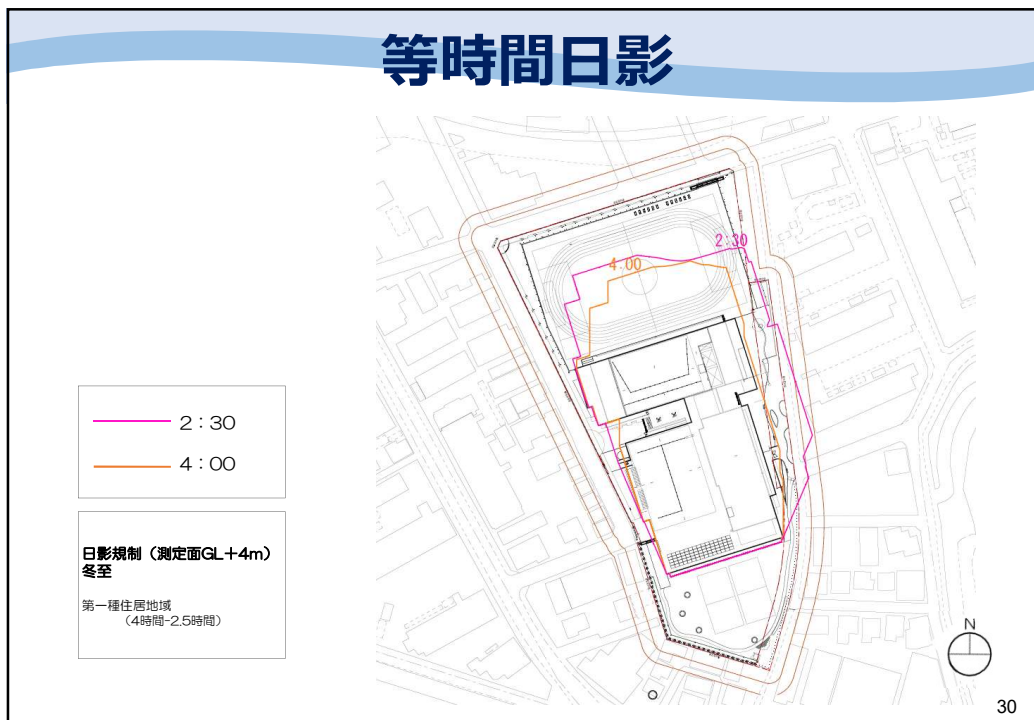 等時間日影
2:30
4:00
2：30
4：00
日影規制（測定面GL＋4m）
冬至
第一種住居地域
（4時間-2.5時間）
N
30